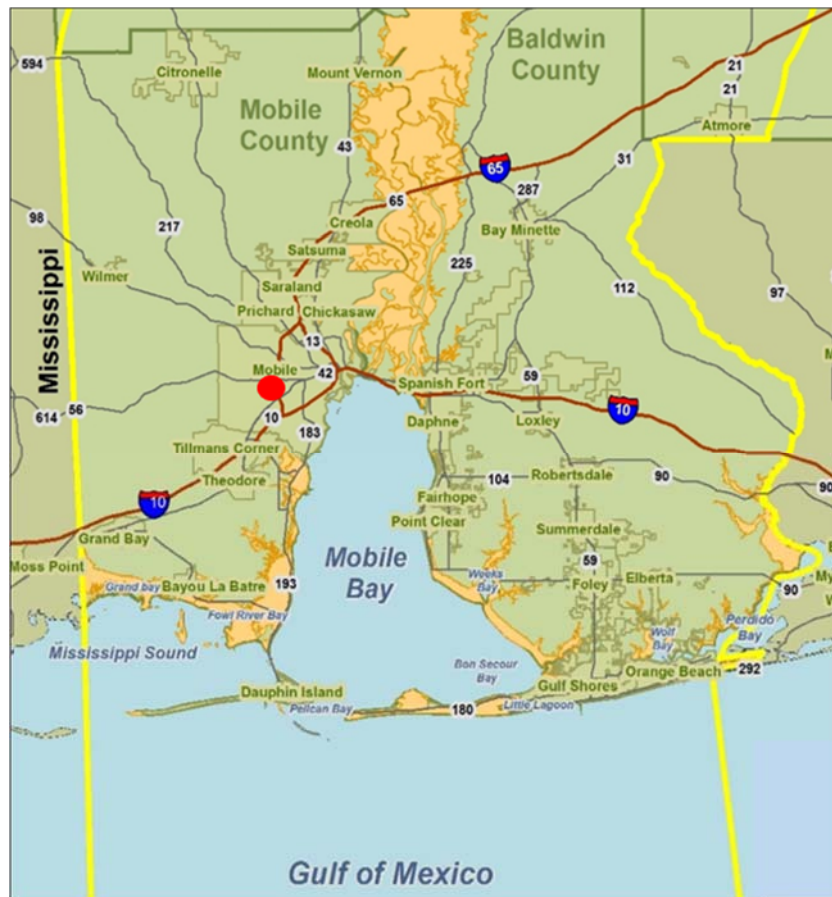 Baldwin
County
21
594
Citronelle
Mount Vernon
21
Mobile
County
Atmore
43
31
65
287
65
98
Creola
Bay Minette
217
Satsuma
225
Wilmer
Saraland
112
97
Prichard
Chickasaw
Mississippi
13
Mobile
42
Spanish Fort
59
10
56
614
10
Daphne
Loxley
183
Tillmans Corner
Theodore
104
Robertsdale
90
90
10
Fairhope
Point Clear
Summerdale
Grand Bay
Mobile
Bay
Moss Point
59
Weeks
Bay
Elberta
Foley
Grand bay
Bayou La Batre
193
90
Fowl River Bay
Perdido
Bay
Wolf
Bay
Mississippi Sound
Bon Secour
Bay
Orange Beach
292
Dauphin Island
Gulf Shores
Pelican Bay
180
Little Lagoon
Gulf of Mexico